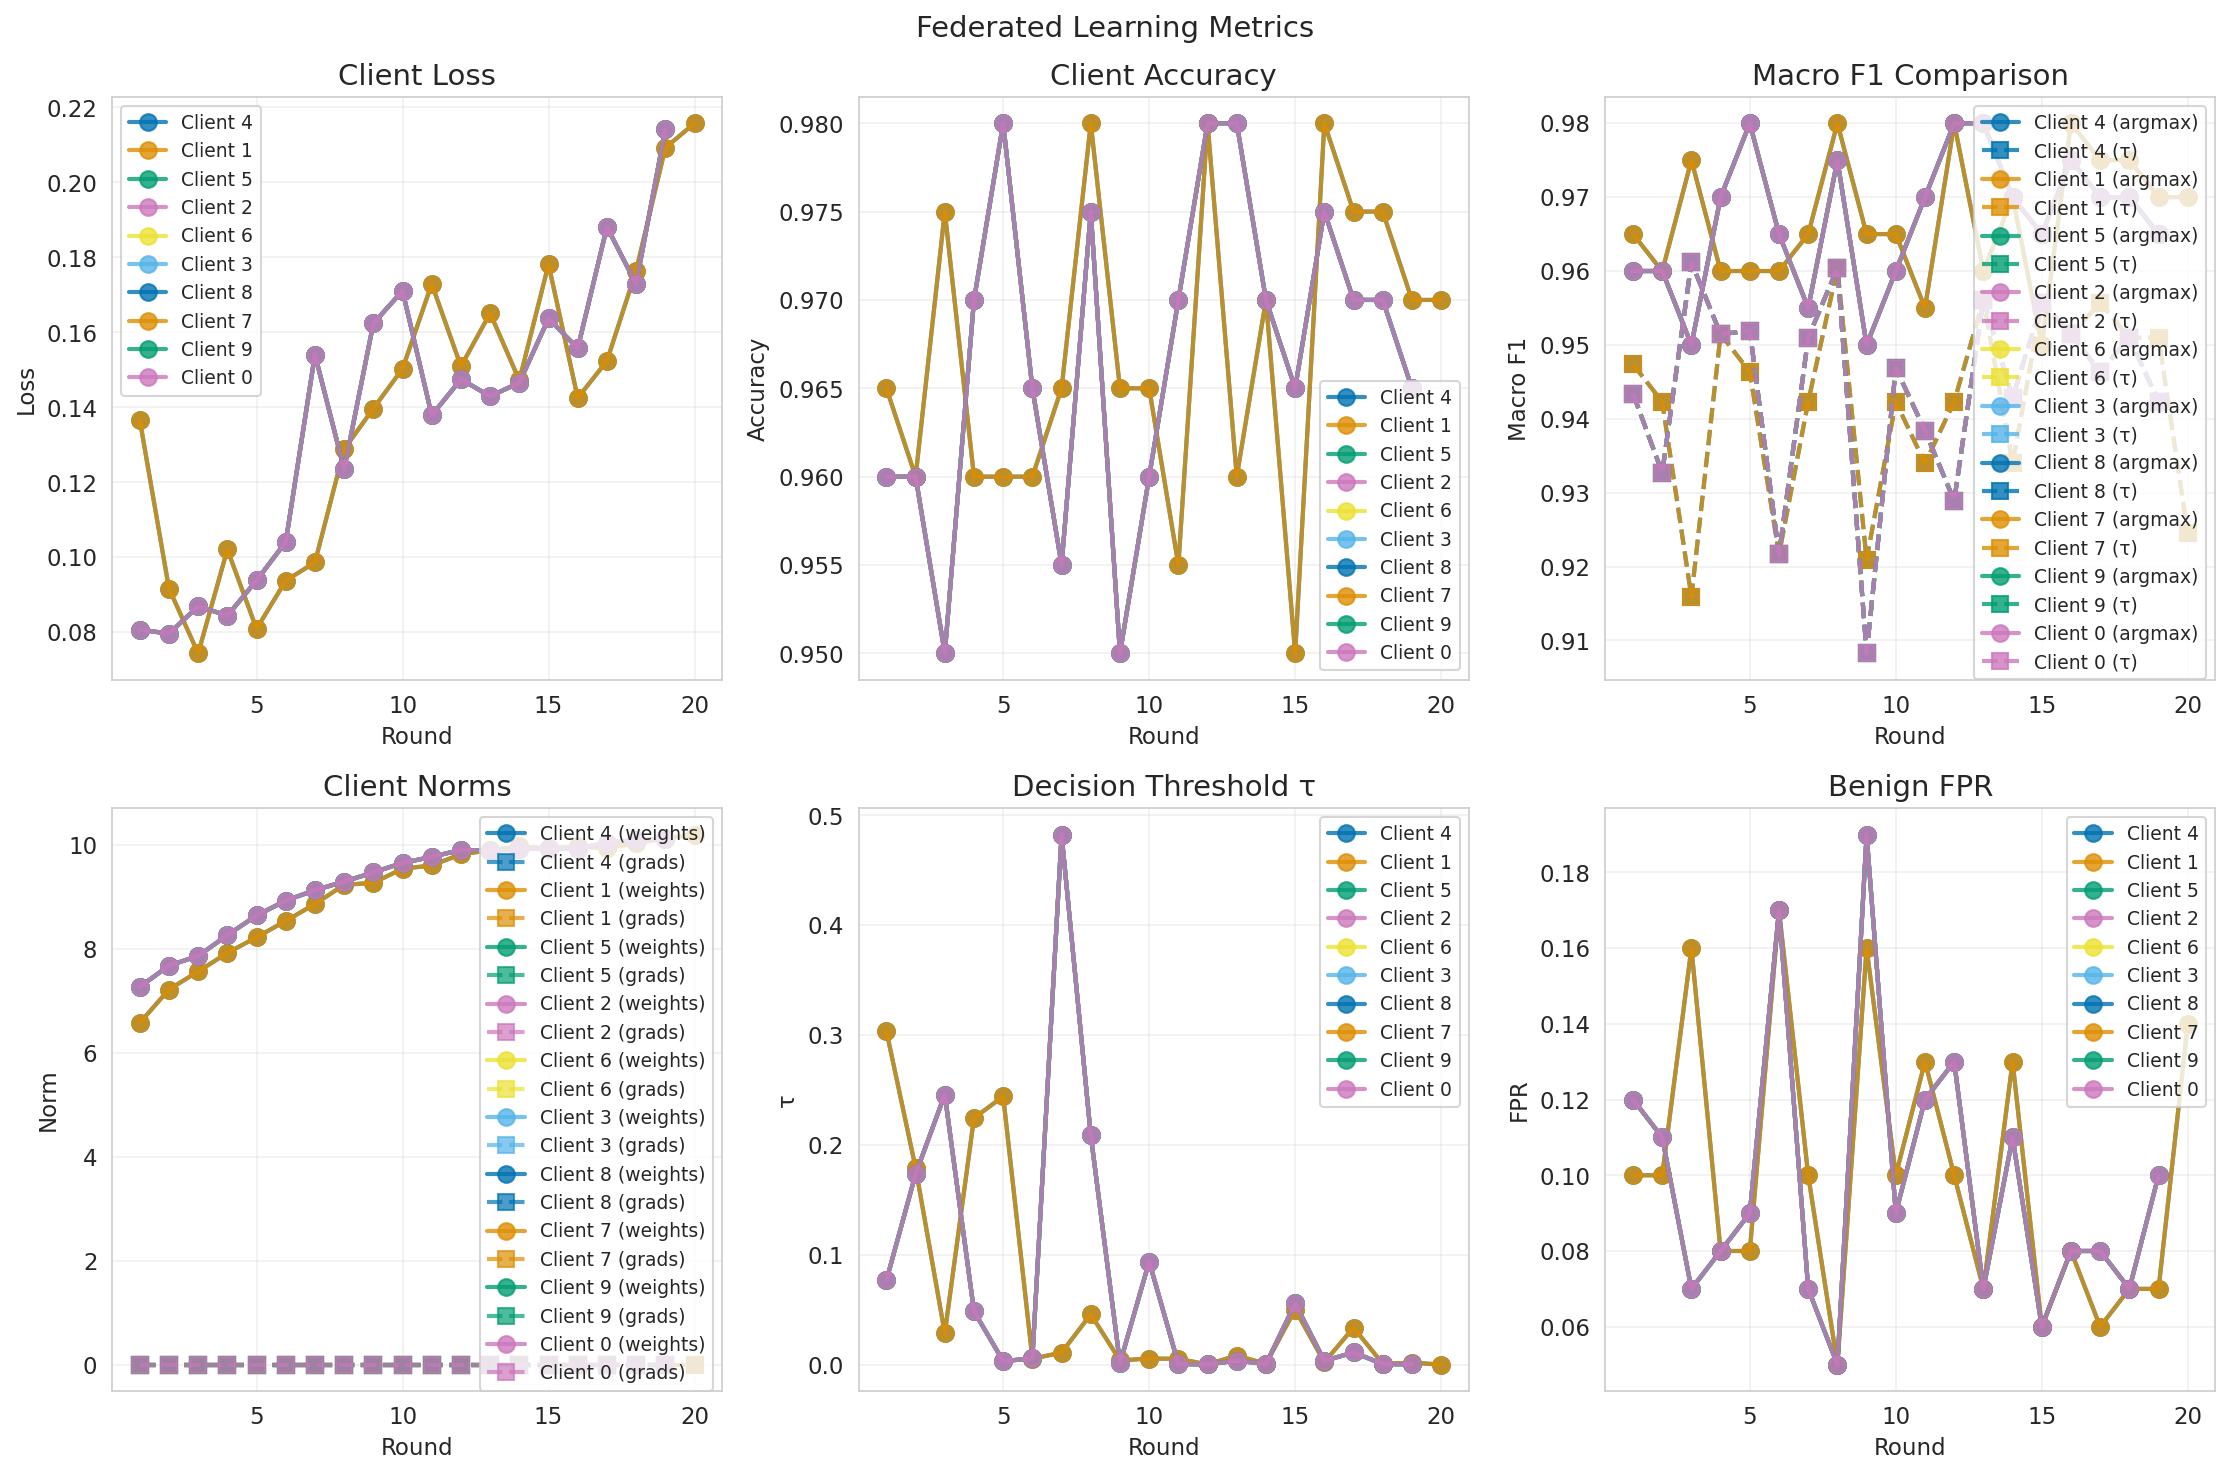 Federated Learning Metrics
Client Loss
0.22
0.20
0.18
0.16
0.14
0.12
0.10
0.08
Loss
5
10
15
20
Round
Client 4
Client 1
Client 5
Client 2
Client 6
Client 3
Client 8
Client 7
Client 9
Client 0
Client Accuracy
0.980
0.975
0.970
0.965
0.960
0.955
0.950
Accuracy
5
10
15
20
Round
Client 4
Client 1
Client 5
Client 2
Client 6
Client 3
Client 8
Client 7
Client 9
Client 0
Macro F1 Comparison
0.98
0.97
0.96
0.95
0.94
0.93
0.92
0.91
Macro F1
5
10
15
20
Round
Client 4 (argmax)
Client 4 (τ)
Client 1 (argmax)
Client 1 (τ)
Client 5 (argmax)
Client 5 (τ)
Client 2 (argmax)
Client 2 (τ)
Client 6 (argmax)
Client 6 (τ)
Client 3 (argmax)
Client 3 (τ)
Client 8 (argmax)
Client 8 (τ)
Client 7 (argmax)
Client 7 (τ)
Client 9 (argmax)
Client 9 (τ)
Client 0 (argmax)
Client 0 (τ)
Client Norms
10
8
6
4
2
0
Norm
5
10
15
20
Round
Client 4 (weights)
Client 4 (grads)
Client 1 (weights)
Client 1 (grads)
Client 5 (weights)
Client 5 (grads)
Client 2 (weights)
Client 2 (grads)
Client 6 (weights)
Client 6 (grads)
Client 3 (weights)
Client 3 (grads)
Client 8 (weights)
Client 8 (grads)
Client 7 (weights)
Client 7 (grads)
Client 9 (weights)
Client 9 (grads)
Client 0 (weights)
Client 0 (grads)
Decision Threshold τ
0.5
0.4
0.3
0.2
0.1
0.0
τ
5
10
15
20
Round
Client 4
Client 1
Client 5
Client 2
Client 6
Client 3
Client 8
Client 7
Client 9
Client 0
Benign FPR
0.18
0.16
0.14
0.12
0.10
0.08
0.06
FPR
5
10
15
20
Round
Client 4
Client 1
Client 5
Client 2
Client 6
Client 3
Client 8
Client 7
Client 9
Client 0